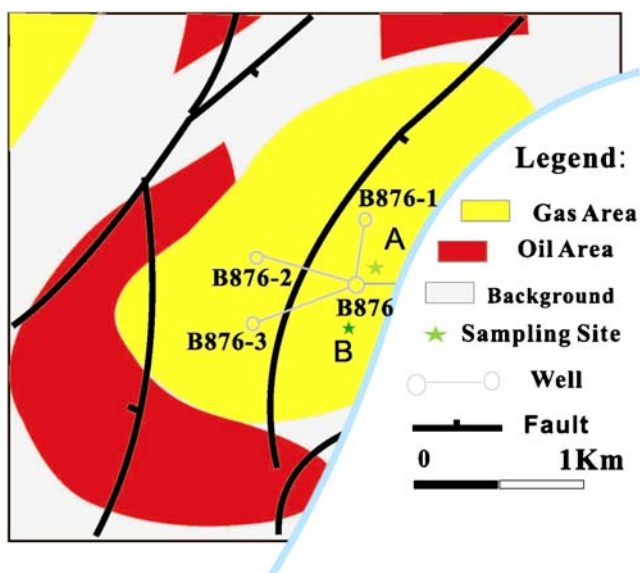 Legend:
B876-1
Gas Area
A
Oil Area
B876-2
Background
B876
B876-3
Sampling Site
B
Well
Fault
0 1Km